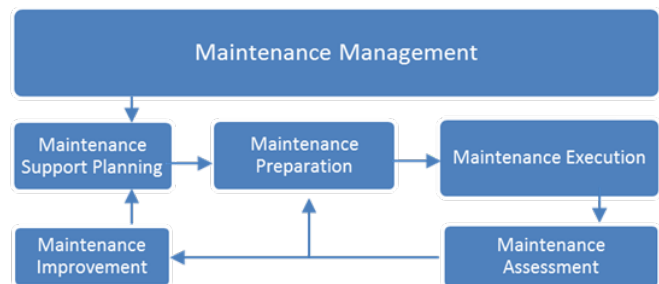 Maintenance Management
Maintenance
Support Planning
Maintenance
Preparation
Maintenance Execution
Maintenance
Improvement
Maintenance
Assessment